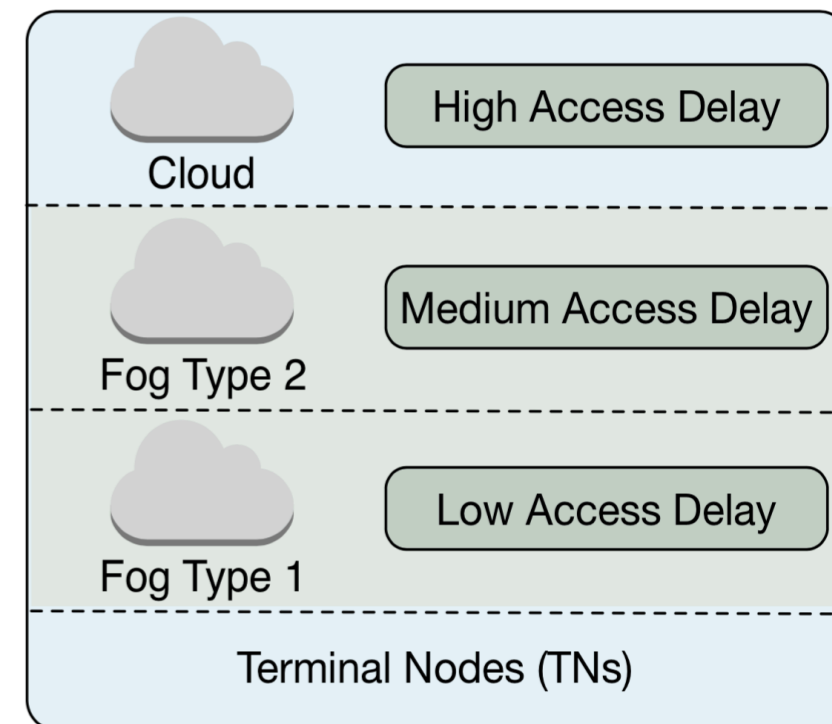 High Access Delay
Cloud
Medium Access Delay
Fog Type 2
Low Access Delay
Fog Type 1
Terminal Nodes (TNs)